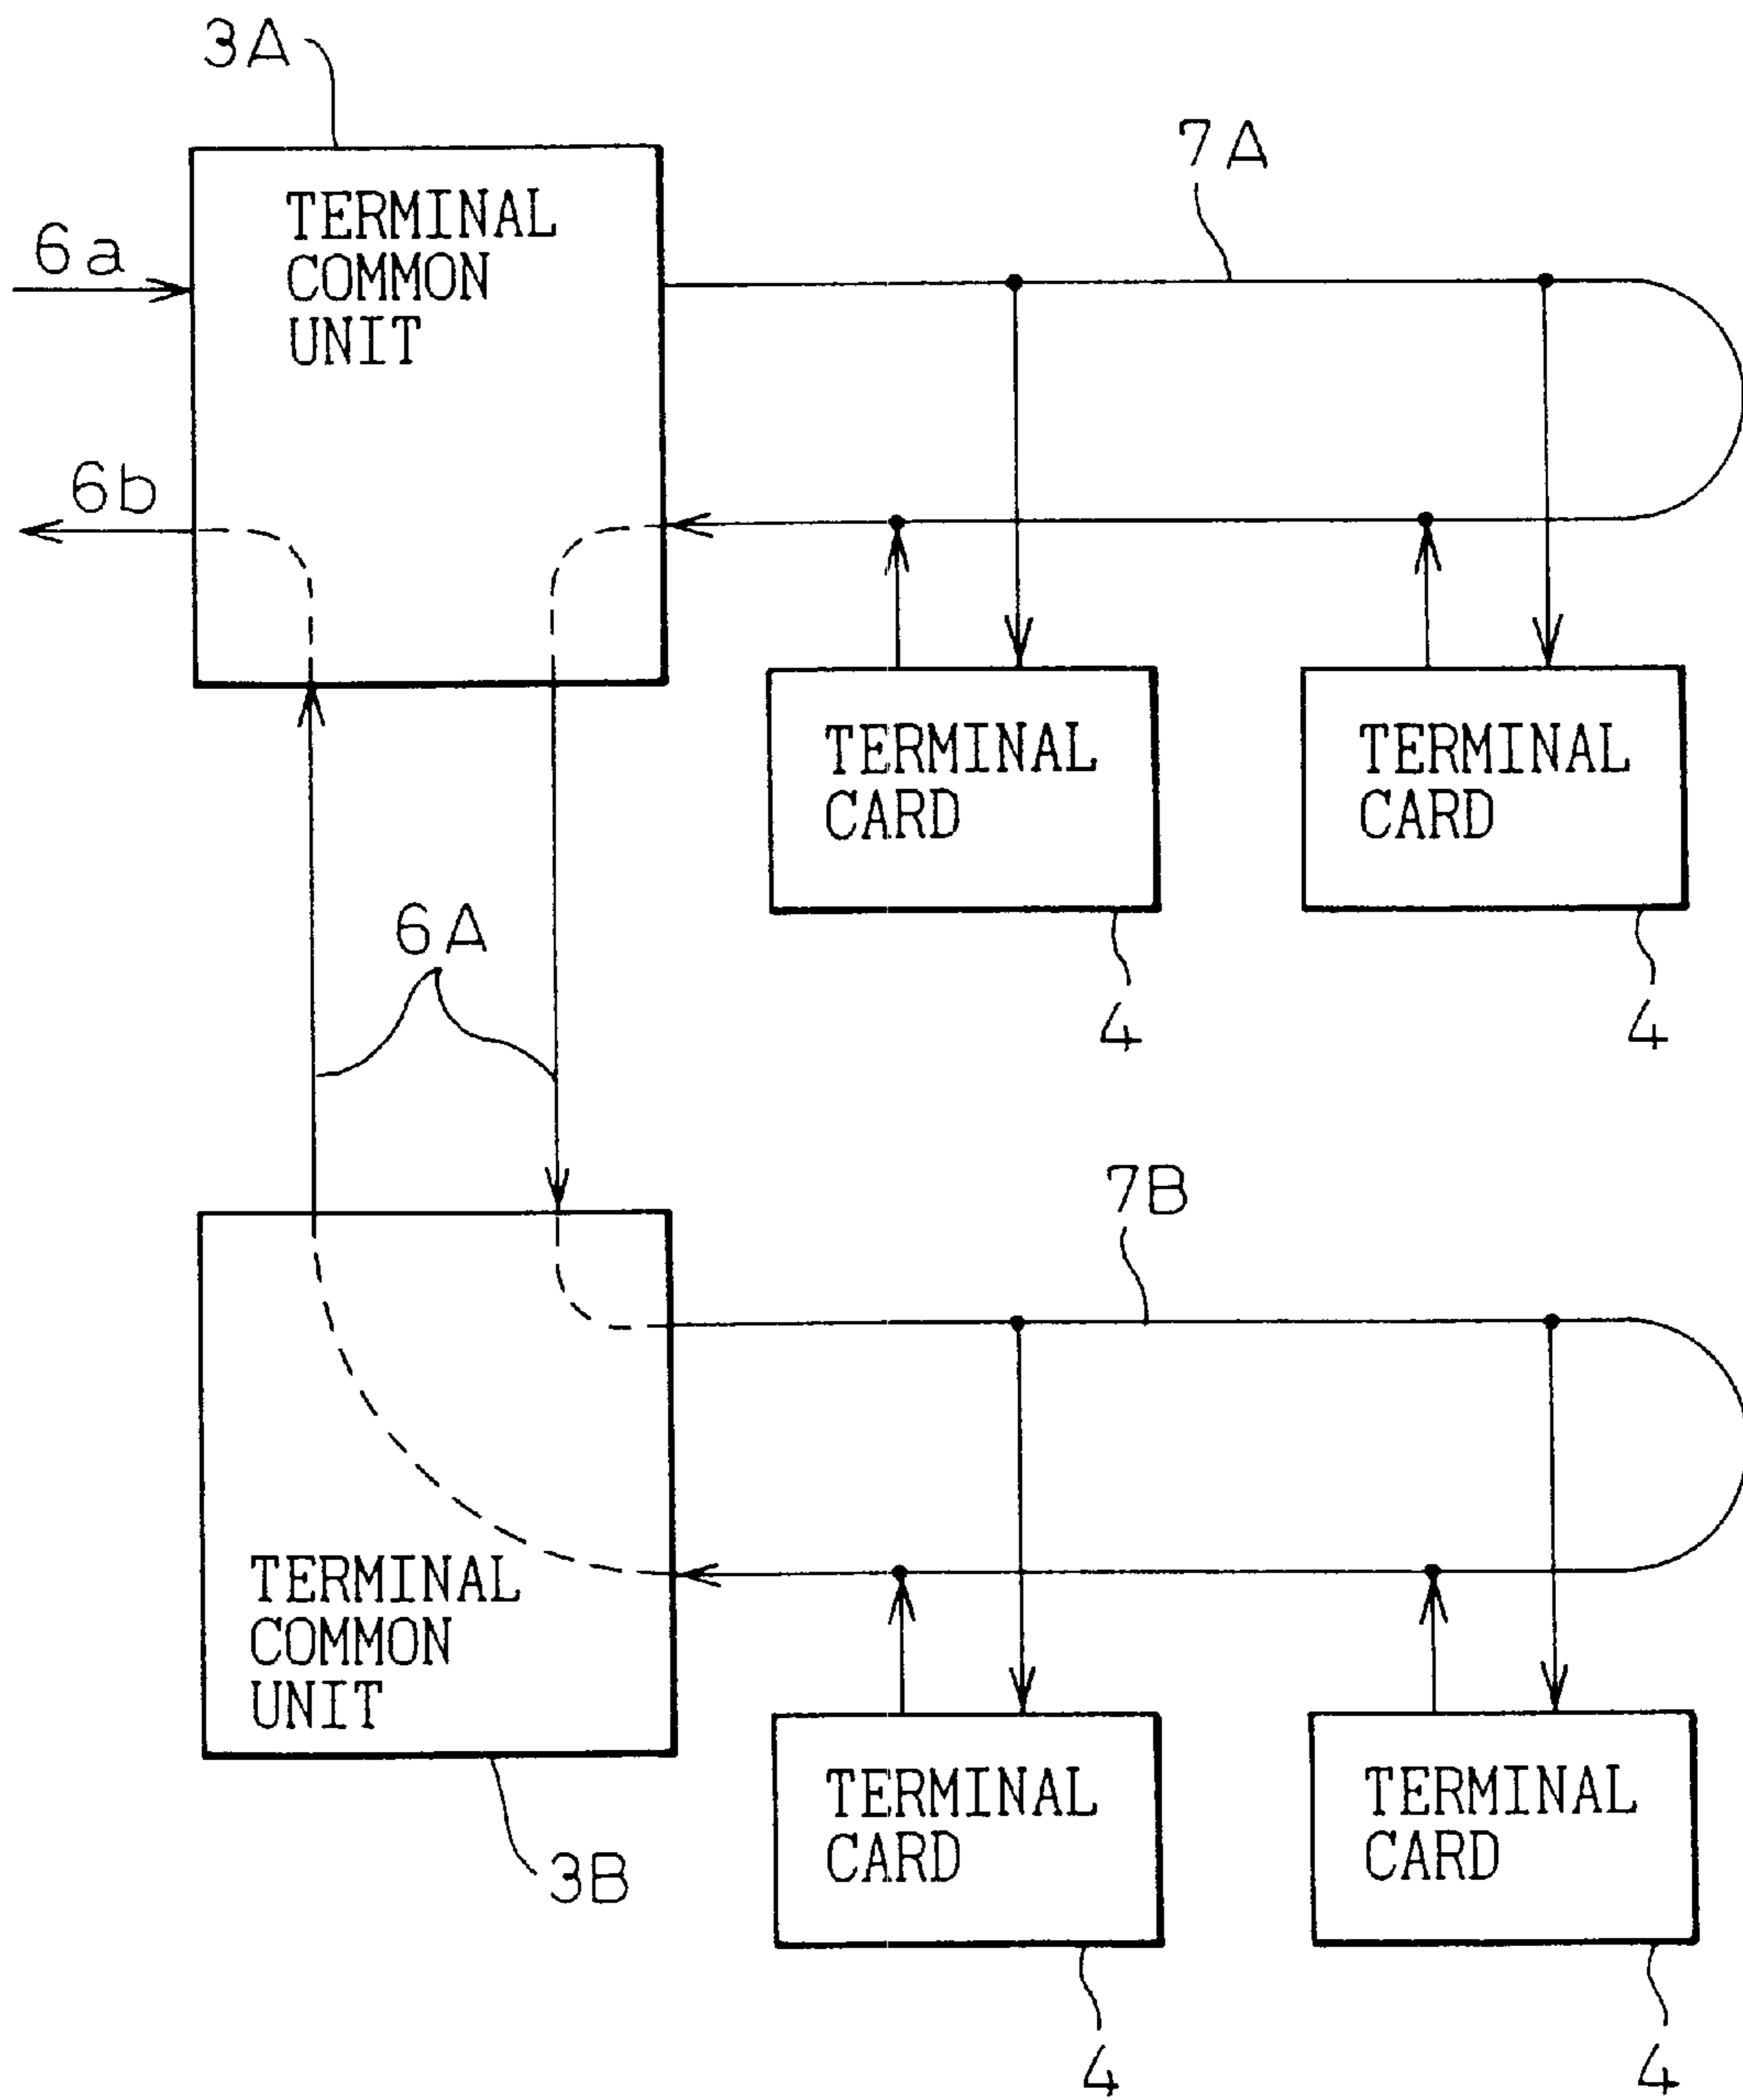 3A
7A
TERMINAL
COMMON
UNIT
6a
6b
TERMINAL
CARD
TERMINAL
CARD
6A
4
4
7B
TERMINAL
COMMON
UNIT
TERMINAL
CARD
TERMINAL
CARD
3B
4
4